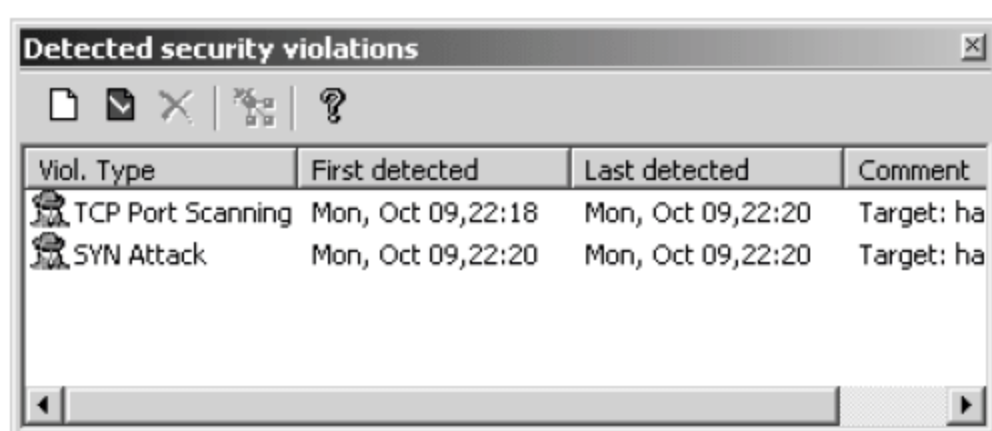 Detected security violations
Viol. Type First detected Last detected Comment
TCP Port Scanning Mon, Oct 09,22:18 Mon, Oct 09,22:20 Target: ha
SYN Attack Mon, Oct 09,22:20 Mon, Oct 09,22:20 Target: ha